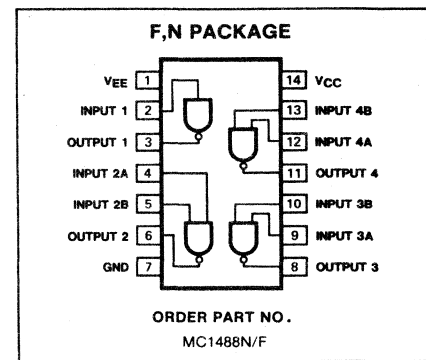 F,N PACKAGE
VEE 1
14 VCC
INPUT 1 2
13 INPUT 4B
OUTPUT 1 3
12 INPUT 4A
INPUT 2A 4
11 OUTPUT 4
INPUT 2B 5
10 INPUT 3B
OUTPUT 2 6
9 INPUT 3A
GND 7
8 OUTPUT 3
ORDER PART NO.
MC1488N/F